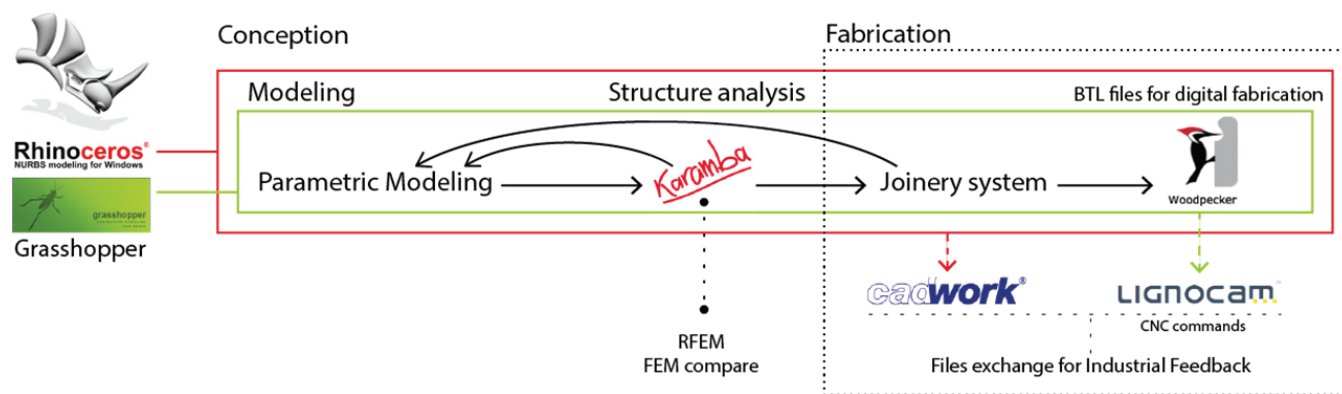 Conception
Fabrication
Modeling
Structure analysis
BTL files for digital fabrication
Rhinoceros®
NURBS modeling for Windows
Parametric Modeling
Karamba
Joinery system
Woodpecker
grasshopper
Grasshopper
cadwork®
LIGNOCAM
CNC commands
RFEM
FEM compare
Files exchange for Industrial Feedback